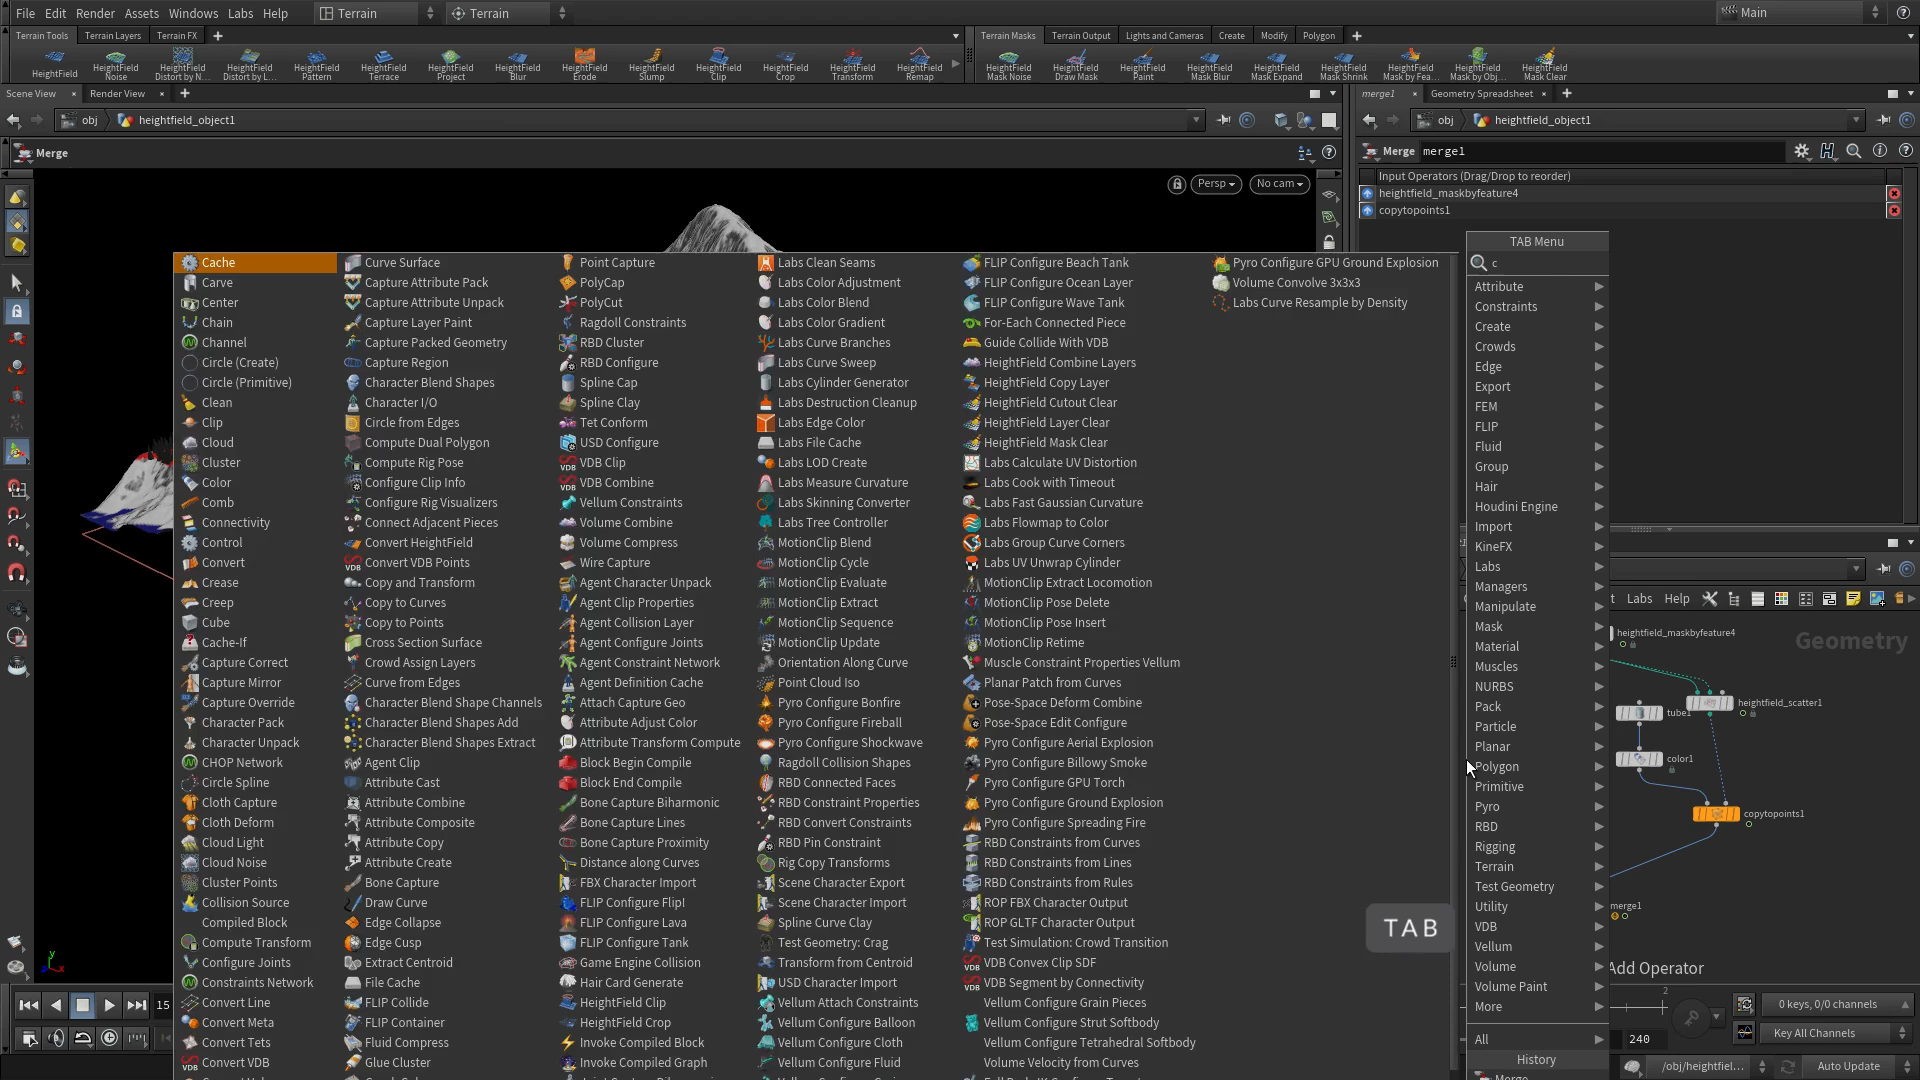 File Edit Render Assets Windows Labs Help Terrain Terrain Main
Terrain Tools Terrain Layers Terrain FX Terrain Masks Terrain Output Lights and Cameras Create Modify Polygon
HeightField
HeightField Noise
HeightField Distort by N...
HeightField Distort by L...
HeightField Pattern
HeightField Terrace
HeightField Project
HeightField Blur
HeightField Erode
HeightField Slump
HeightField Clip
HeightField Crop
HeightField Transform
HeightField Remap
HeightField Mask Noise
HeightField Draw Mask
HeightField Paint
HeightField Mask Blur
HeightField Mask Expand
HeightField Mask Shrink
HeightField Mask by Fea...
HeightField Mask by Obj...
HeightField Mask Clear
Scene View Render View merge1 Geometry Spreadsheet
obj heightfield_object1 obj heightfield_object1
Merge Merge merge1
Persp No cam
Input Operators (Drag/Drop to reorder)
heightfield_maskbyfeature4
copytopoints1
Cache
Carve
Center
Chain
Channel
Circle (Create)
Circle (Primitive)
Clean
Clip
Cloud
Cluster
Color
Comb
Connectivity
Control
Convert
Crease
Creep
Cube
Cache-If
Capture Correct
Capture Mirror
Capture Override
Character Pack
Character Unpack
CHOP Network
Circle Spline
Cloth Capture
Cloth Deform
Cloud Light
Cloud Noise
Cluster Points
Collision Source
Compiled Block
Compute Transform
Configure Joints
Constraints Network
Convert Line
Convert Meta
Convert Tets
Convert VDB
Curve Surface
Capture Attribute Pack
Capture Attribute Unpack
Capture Layer Paint
Capture Packed Geometry
Capture Region
Character Blend Shapes
Character I/O
Circle from Edges
Compute Dual Polygon
Compute Rig Pose
Configure Clip Info
Configure Rig Visualizers
Connect Adjacent Pieces
Convert HeightField
Convert VDB Points
Copy and Transform
Copy to Curves
Copy to Points
Cross Section Surface
Crowd Assign Layers
Curve from Edges
Character Blend Shape Channels
Character Blend Shapes Add
Character Blend Shapes Extract
Agent Clip
Attribute Cast
Attribute Combine
Attribute Composite
Attribute Copy
Attribute Create
Bone Capture
Draw Curve
Edge Collapse
Edge Cusp
Extract Centroid
File Cache
FLIP Collide
FLIP Container
Fluid Compress
Glue Cluster
Point Capture
PolyCap
PolyCut
Ragdoll Constraints
RBD Cluster
RBD Configure
Spline Cap
Spline Clay
Tet Conform
USD Configure
VDB Clip
VDB Combine
Vellum Constraints
Volume Combine
Volume Compress
Wire Capture
Agent Character Unpack
Agent Clip Properties
Agent Collision Layer
Agent Configure Joints
Agent Constraint Network
Agent Definition Cache
Attach Capture Geo
Attribute Adjust Color
Attribute Transform Compute
Block Begin Compile
Block End Compile
Bone Capture Biharmonic
Bone Capture Lines
Bone Capture Proximity
Distance along Curves
FBX Character Import
FLIP Configure Flip!
FLIP Configure Lava
FLIP Configure Tank
Game Engine Collision
Hair Card Generate
HeightField Clip
HeightField Crop
Invoke Compiled Block
Invoke Compiled Graph
Labs Clean Seams
Labs Color Adjustment
Labs Color Blend
Labs Color Gradient
Labs Curve Branches
Labs Curve Sweep
Labs Cylinder Generator
Labs Destruction Cleanup
Labs Edge Color
Labs File Cache
Labs LOD Create
Labs Measure Curvature
Labs Skinning Converter
Labs Tree Controller
MotionClip Blend
MotionClip Cycle
MotionClip Evaluate
MotionClip Extract
MotionClip Sequence
MotionClip Update
Orientation Along Curve
Point Cloud Iso
Pyro Configure Bonfire
Pyro Configure Fireball
Pyro Configure Shockwave
Ragdoll Collision Shapes
RBD Connected Faces
RBD Constraint Properties
RBD Convert Constraints
RBD Pin Constraint
Rig Copy Transforms
Scene Character Export
Scene Character Import
Spline Curve Clay
Test Geometry: Crag
Transform from Centroid
USD Character Import
Vellum Attach Constraints
Vellum Configure Balloon
Vellum Configure Cloth
Vellum Configure Fluid
FLIP Configure Beach Tank
FLIP Configure Ocean Layer
FLIP Configure Wave Tank
For-Each Connected Piece
Guide Collide With VDB
HeightField Combine Layers
HeightField Copy Layer
HeightField Cutout Clear
HeightField Layer Clear
HeightField Mask Clear
Labs Calculate UV Distortion
Labs Cook with Timeout
Labs Fast Gaussian Curvature
Labs Flowmap to Color
Labs Group Curve Corners
Labs UV Unwrap Cylinder
MotionClip Extract Locomotion
MotionClip Pose Delete
MotionClip Pose Insert
MotionClip Retime
Muscle Constraint Properties Vellum
Planar Patch from Curves
Pose-Space Deform Combine
Pose-Space Edit Configure
Pyro Configure Aerial Explosion
Pyro Configure Billowy Smoke
Pyro Configure GPU Torch
Pyro Configure Ground Explosion
Pyro Configure Spreading Fire
RBD Constraints from Curves
RBD Constraints from Lines
RBD Constraints from Rules
ROP FBX Character Output
ROP GLTF Character Output
Test Simulation: Crowd Transition
VDB Convex Clip SDF
VDB Segment by Connectivity
Vellum Configure Grain Pieces
Vellum Configure Strut Softbody
Vellum Configure Tetrahedral Softbody
Volume Velocity from Curves
Pyro Configure GPU Ground Explosion
Volume Convolve 3x3x3
Labs Curve Resample by Density
TAB Menu
c
Attribute
Constraints
Create
Crowds
Edge
Export
FEM
FLIP
Fluid
Group
Hair
Houdini Engine
Import
KineFX
Labs
Managers
Manipulate
Mask
Material
Muscles
NURBS
Pack
Particle
Planar
Polygon
Primitive
Pyro
RBD
Rigging
Terrain
Test Geometry
Utility
VDB
Vellum
Volume
Volume Paint
More
All
History
Merge
TAB
Labs Help
heightfield_maskbyfeature4
Geometry
heightfield_scatter1
tube1
color1
copytopoints1
merge1
Add Operator
15
2
0 keys, 0/0 channels
240
Key All Channels
/obj/heightfiel...
Auto Update